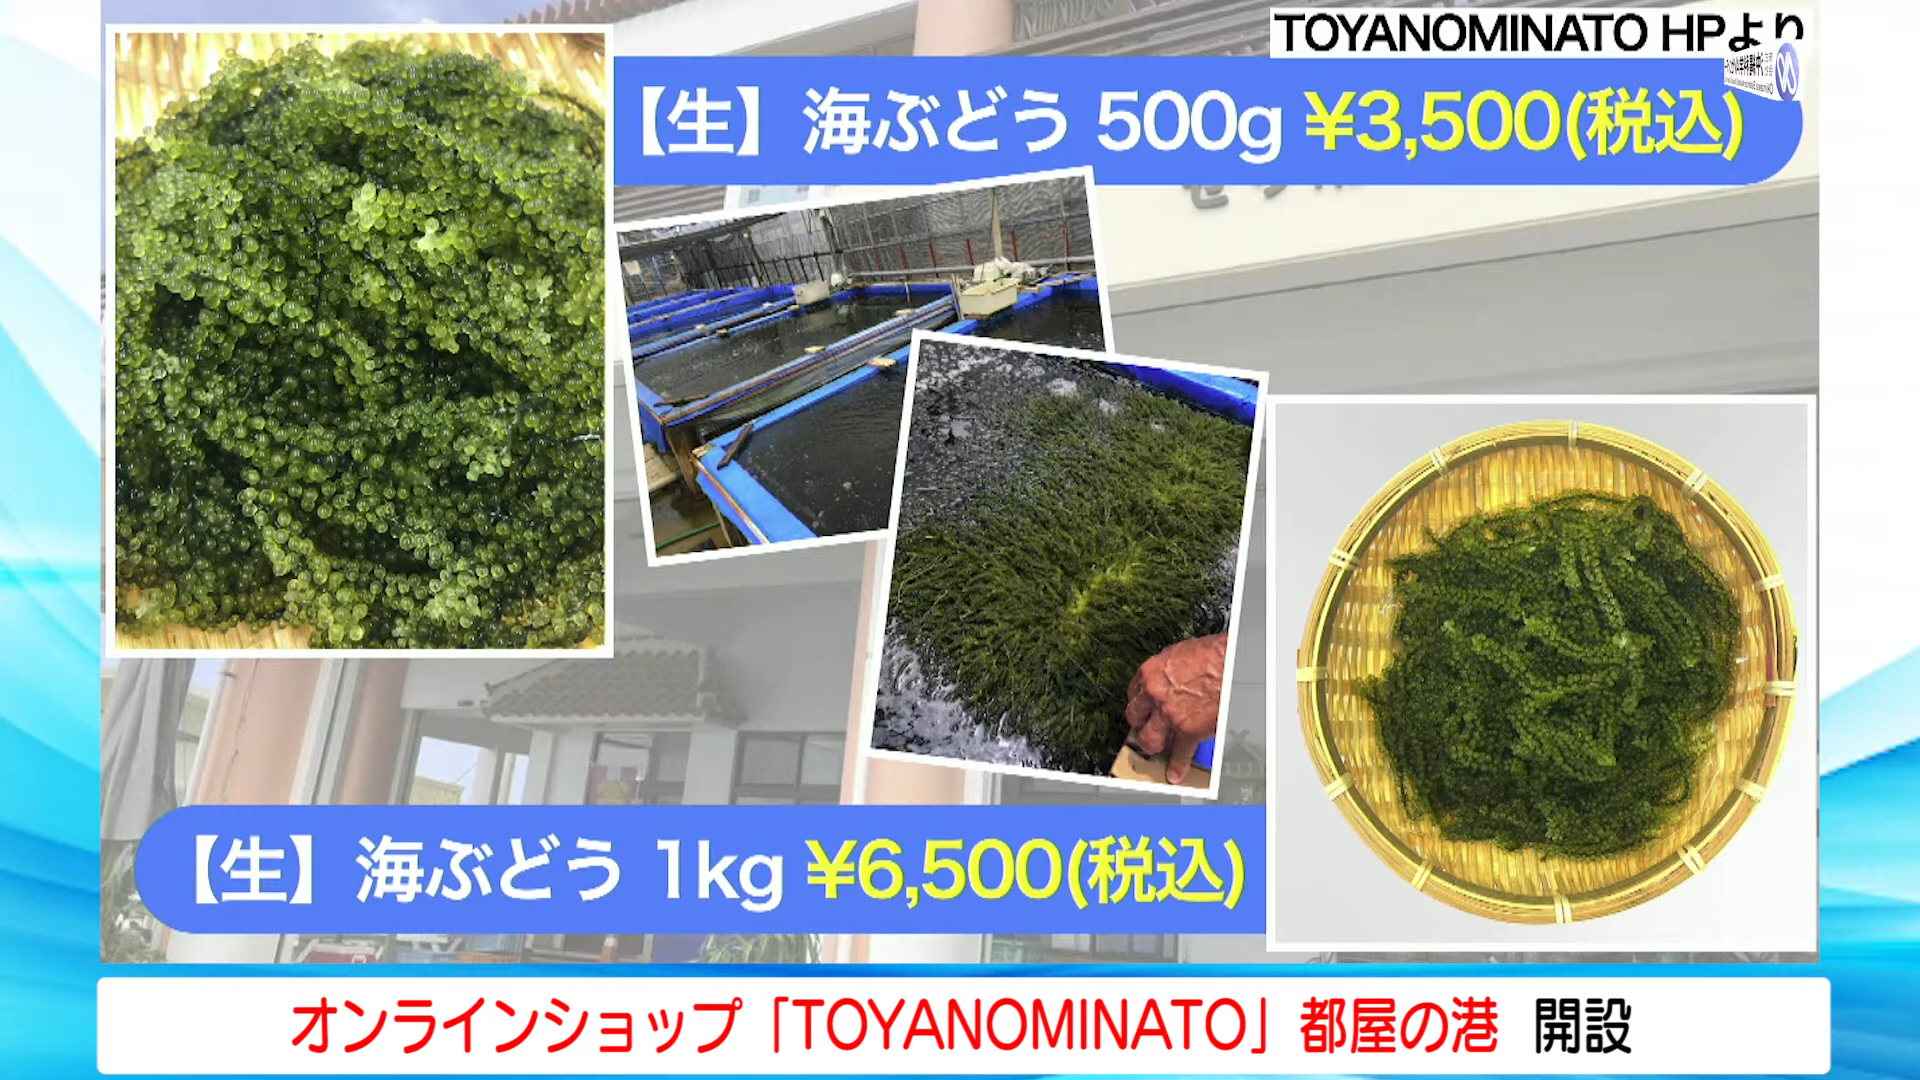 TOYANOMINATO HPより
【生】海ぶどう 500g ¥3,500(税込)
【生】海ぶどう 1kg ¥6,500(税込)
オンラインショップ「TOYANOMINATO」都屋の港 開設